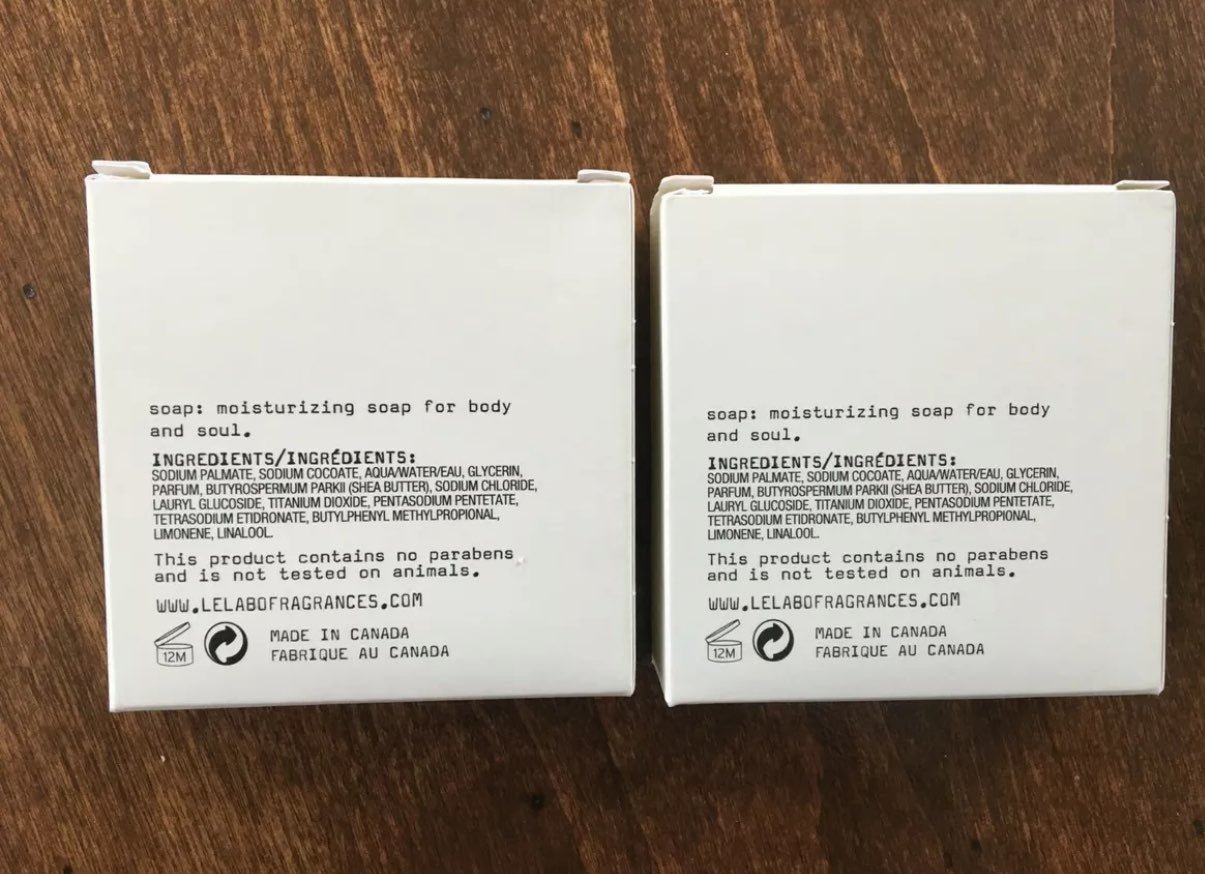 soap: moisturizing soap for body
and soul.
INGREDIENTS/INGRÉDIENTS:
SODIUM PALMATE, SODIUM COCOATE, AQUA/WATER/EAU, GLYCERIN,
PARFUM, BUTYROSPERMUM PARKII (SHEA BUTTER), SODIUM CHLORIDE,
LAURYL GLUCOSIDE, TITANIUM DIOXIDE, PENTASODIUM PENTETATE,
TETRASODIUM ETIDRONATE, BUTYLPHENYL METHYLPROPIONAL,
LIMONENE, LINALOOL.
This product contains no parabens
and is not tested on animals.
WWW.LELABOFRAGRANCES.COM
12M
MADE IN CANADA
FABRIQUE AU CANADA
soap: moisturizing soap for body
and soul.
INGREDIENTS/INGRÉDIENTS:
SODIUM PALMATE, SODIUM COCOATE, AQUA/WATER/EAU, GLYCERIN,
PARFUM, BUTYROSPERMUM PARKII (SHEA BUTTER), SODIUM CHLORIDE,
LAURYL GLUCOSIDE, TITANIUM DIOXIDE, PENTASODIUM PENTETATE,
TETRASODIUM ETIDRONATE, BUTYLPHENYL METHYLPROPIONAL,
LIMONENE, LINALOOL.
This product contains no parabens
and is not tested on animals.
WWW.LELABOFRAGRANCES.COM
12M
MADE IN CANADA
FABRIQUE AU CANADA